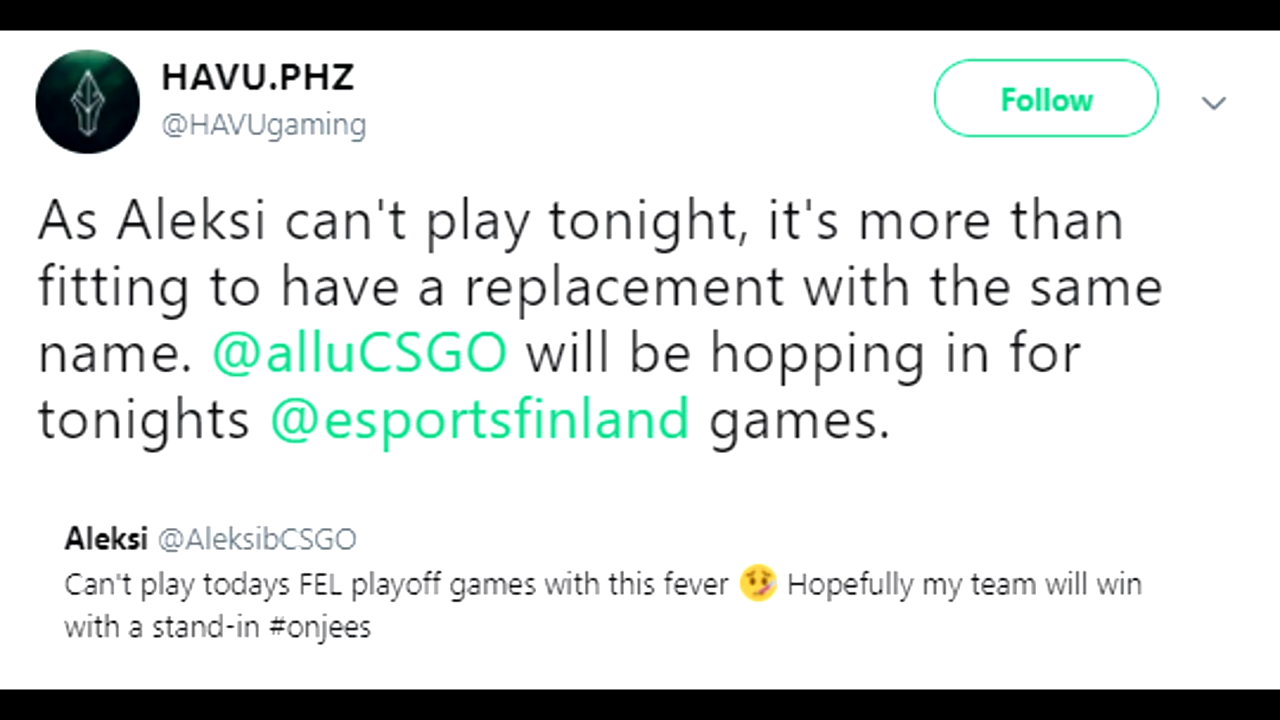 HAVU.PHZ
@HAVUgaming
Follow
As Aleksi can't play tonight, it's more than
fitting to have a replacement with the same
name. @alluCSGO will be hopping in for
tonights @esportsfinland games.
Aleksi @AleksibCSGO
Can't play todays FEL playoff games with this fever 🤒 Hopefully my team will win
with a stand-in #onjees